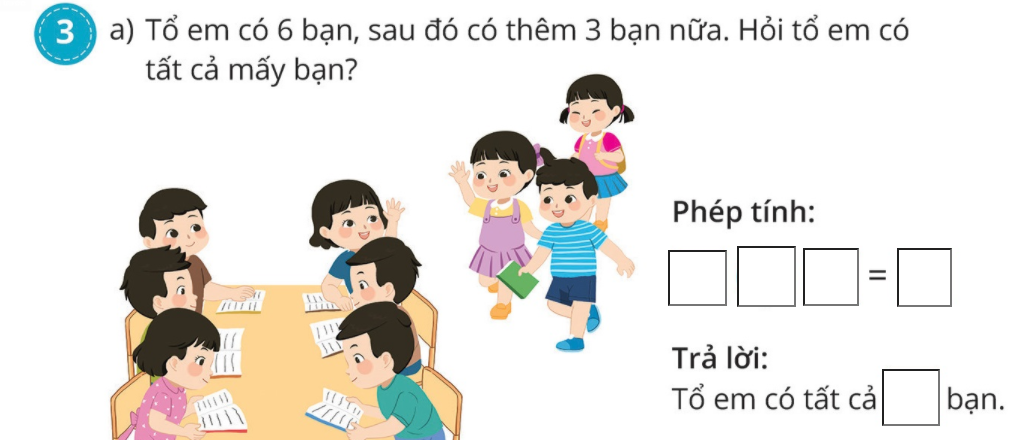 3 a) Tổ em có 6 bạn, sau đó có thêm 3 bạn nữa. Hỏi tổ em có
tất cả mấy bạn?
Phép tính:
=
Trả lời:
Tổ em có tất cả bạn.